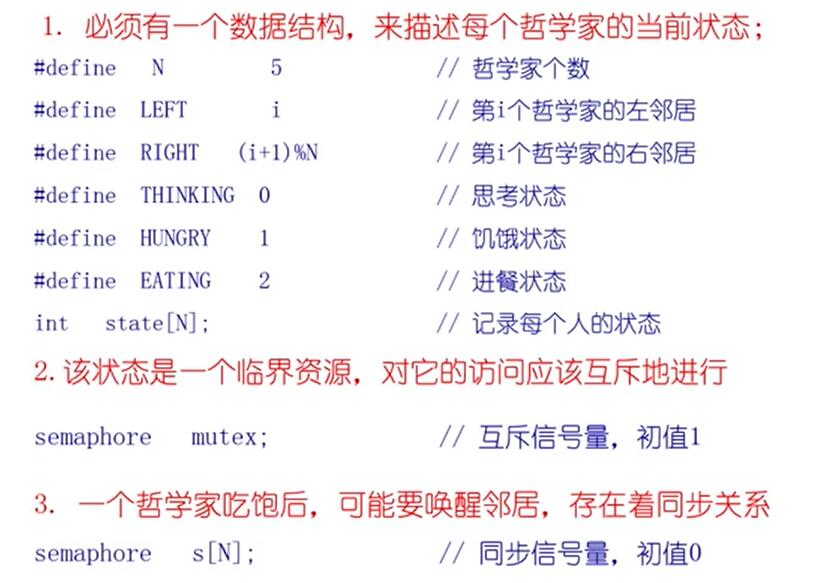 1. 必须有一个数据结构，来描述每个哲学家的当前状态；
#define N 5 // 哲学家个数
#define LEFT i // 第i个哲学家的左邻居
#define RIGHT (i+1)%N // 第i个哲学家的右邻居
#define THINKING 0 // 思考状态
#define HUNGRY 1 // 饥饿状态
#define EATING 2 // 进餐状态
int state[N]; // 记录每个人的状态
2.该状态是一个临界资源，对它的访问应该互斥地进行
semaphore mutex; // 互斥信号量，初值1
3. 一个哲学家吃饱后，可能要唤醒邻居，存在着同步关系
semaphore s[N]; // 同步信号量，初值0